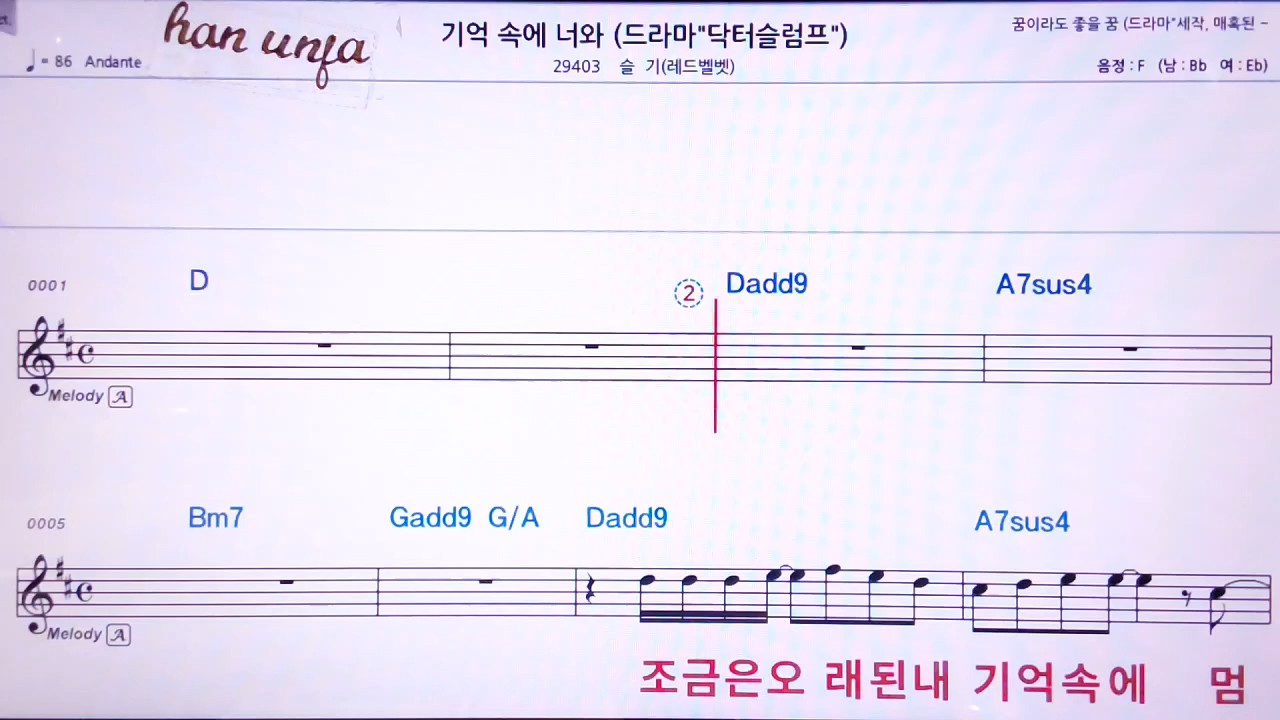 han unja
기억 속에 너와 (드라마"닥터슬럼프")
꿈이라도 좋을 꿈 (드라마"세작, 매혹된 ~
♩= 86 Andante
29403 슬 기(레드벨벳)
음정 : F (남 : Bb 여 : Eb)
0001 D ② Dadd9 A7sus4
Melody A
0005 Bm7 Gadd9 G/A Dadd9 A7sus4
Melody A
조금은오 래된내 기억속에 멈